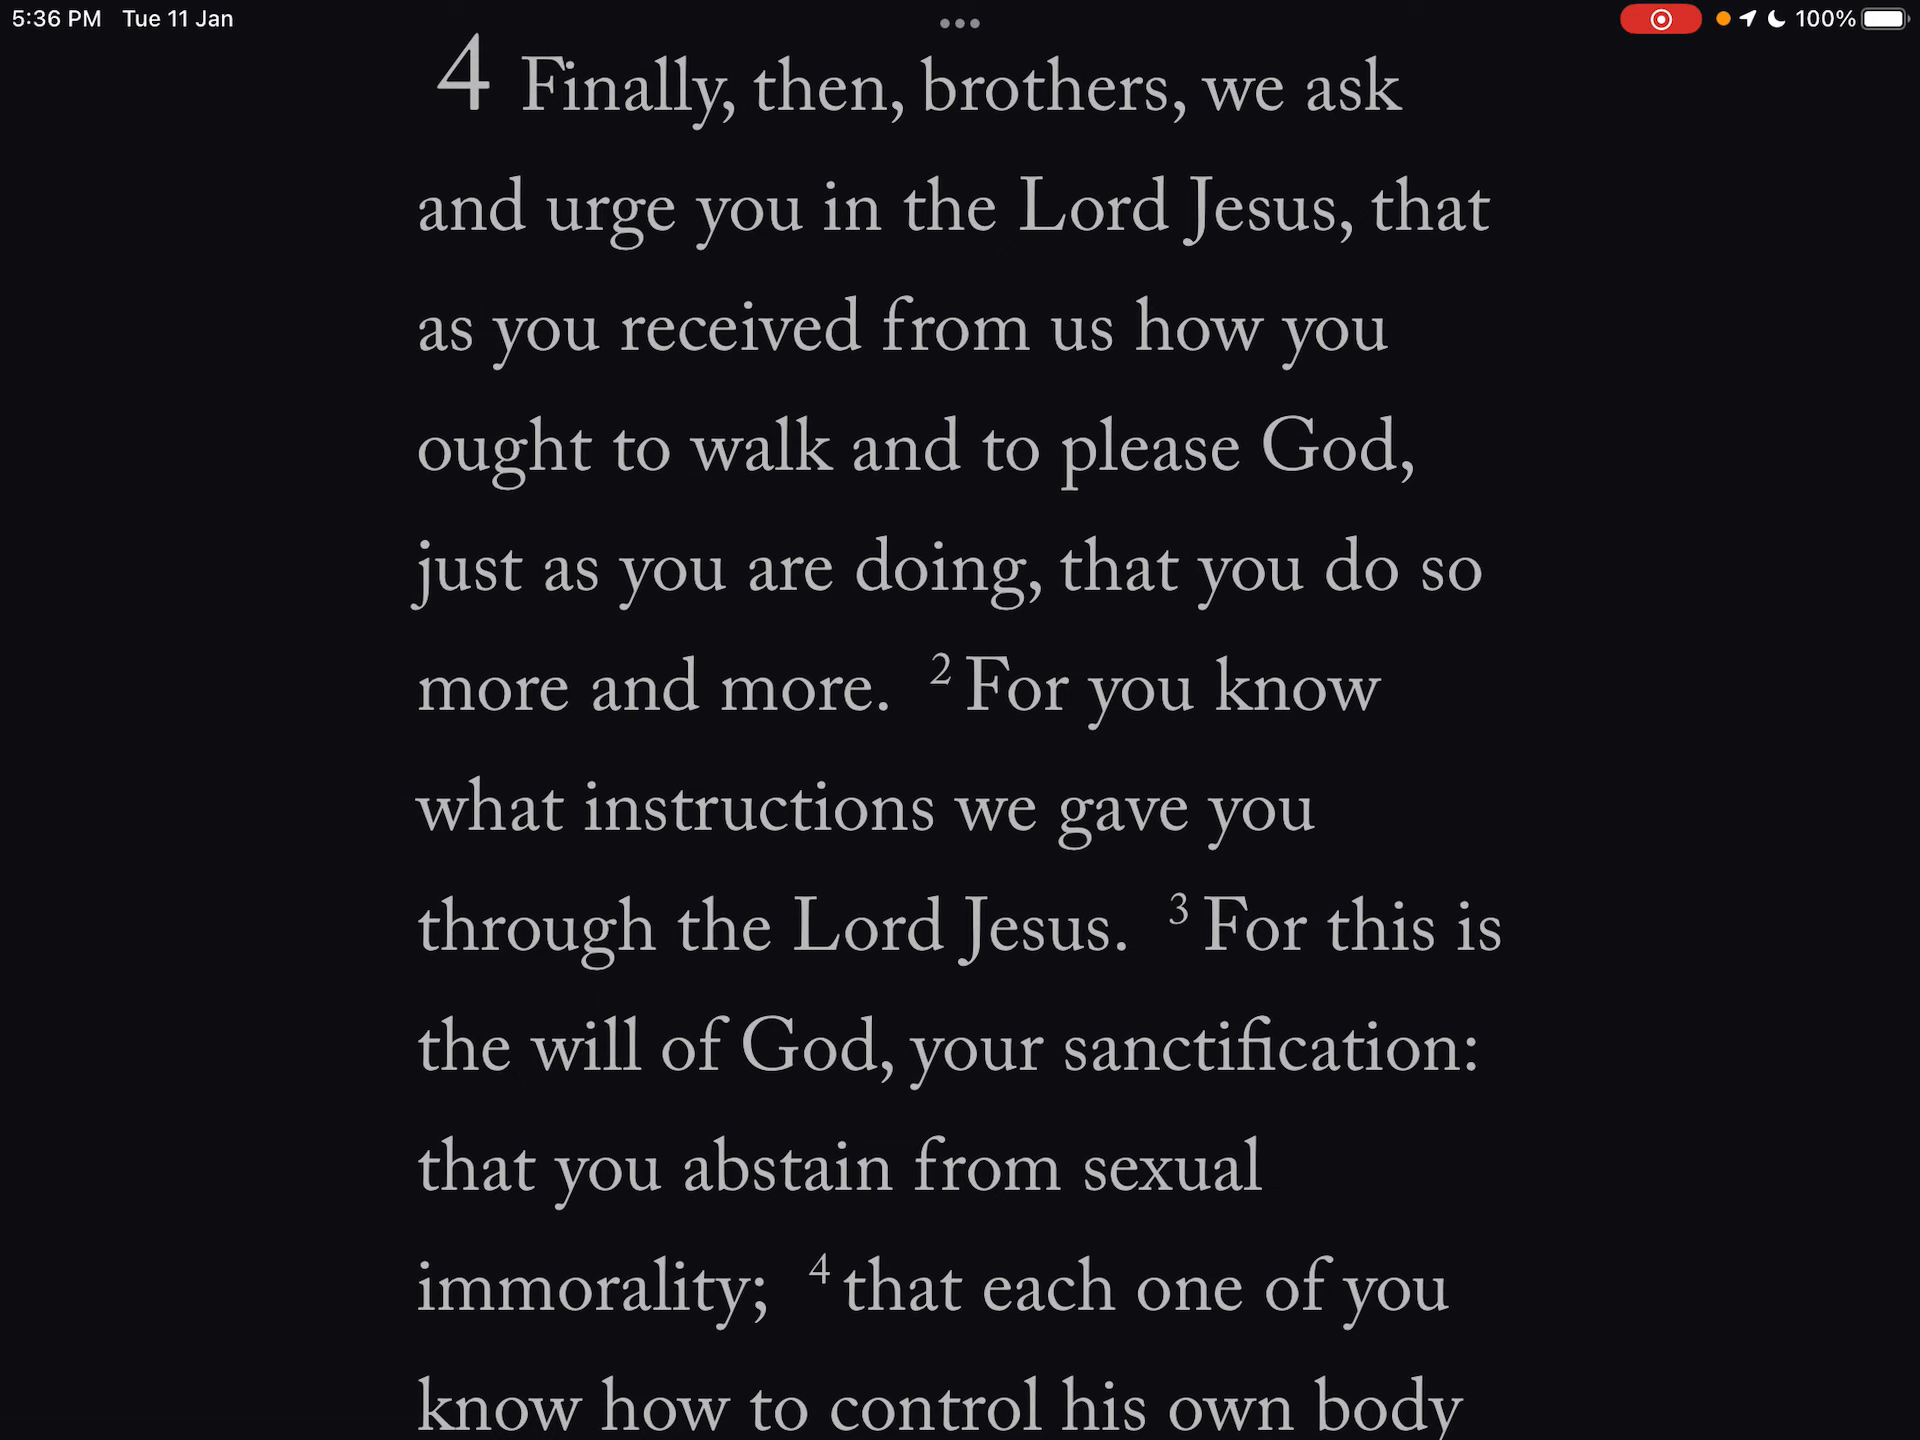 5:36 PM Tue 11 Jan
100%
4 Finally, then, brothers, we ask
and urge you in the Lord Jesus, that
as you received from us how you
ought to walk and to please God,
just as you are doing, that you do so
more and more. 2 For you know
what instructions we gave you
through the Lord Jesus. 3 For this is
the will of God, your sanctification:
that you abstain from sexual
immorality; 4 that each one of you
know how to control his own body